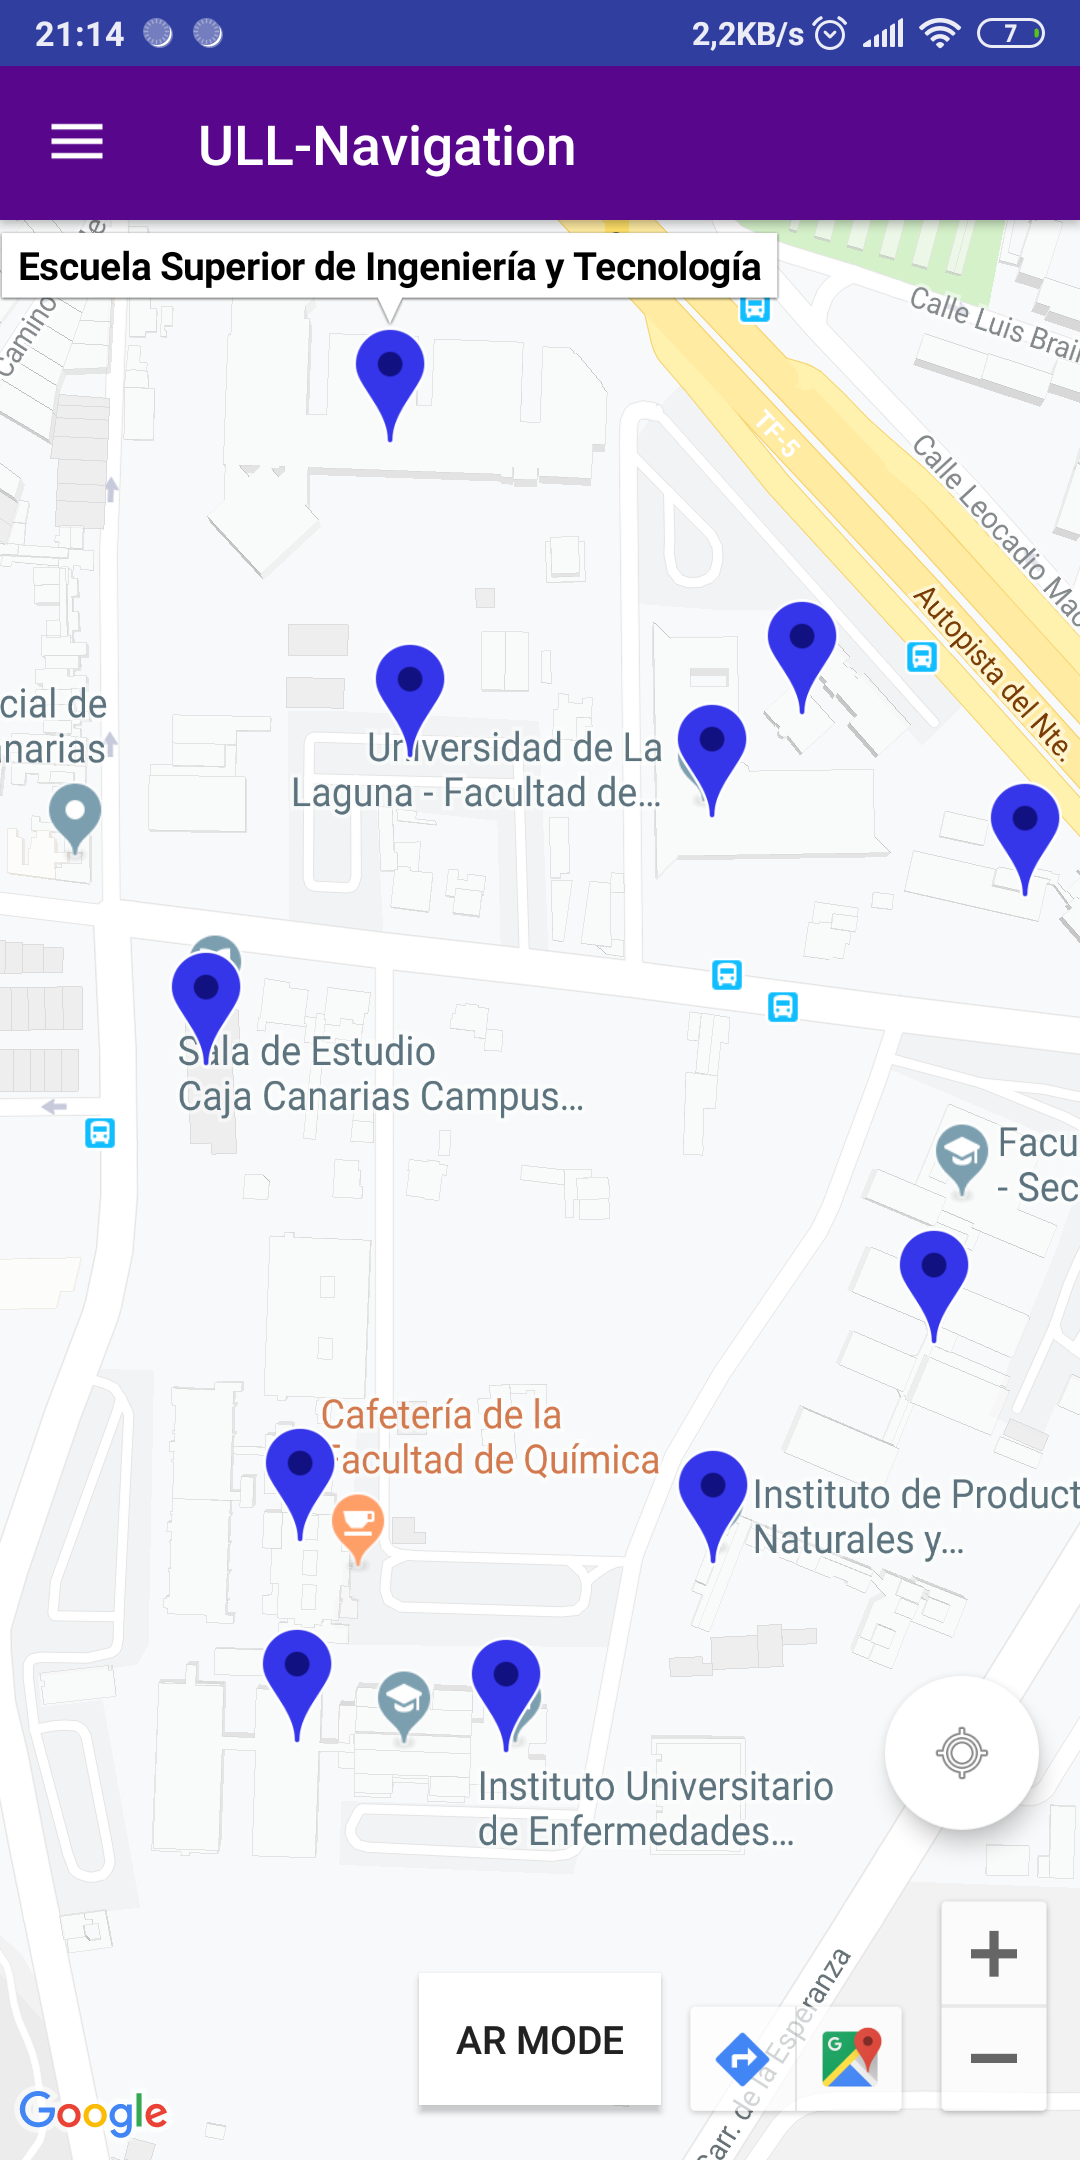 21:14
2,2KB/s
7
ULL-Navigation
Escuela Superior de Ingeniería y Tecnología
Camino
Calle Luis Brai
TF-5
Calle Leocadio Mac
Autopista del Nte.
cial de
narias
Universidad de La
Laguna - Facultad de...
Sala de Estudio
Caja Canarias Campus...
Facu
- Sec
Cafetería de la
Facultad de Química
Instituto de Product
Naturales y...
Instituto Universitario
de Enfermedades...
Carr. de la Esperanza
AR MODE
G
+
−
Google